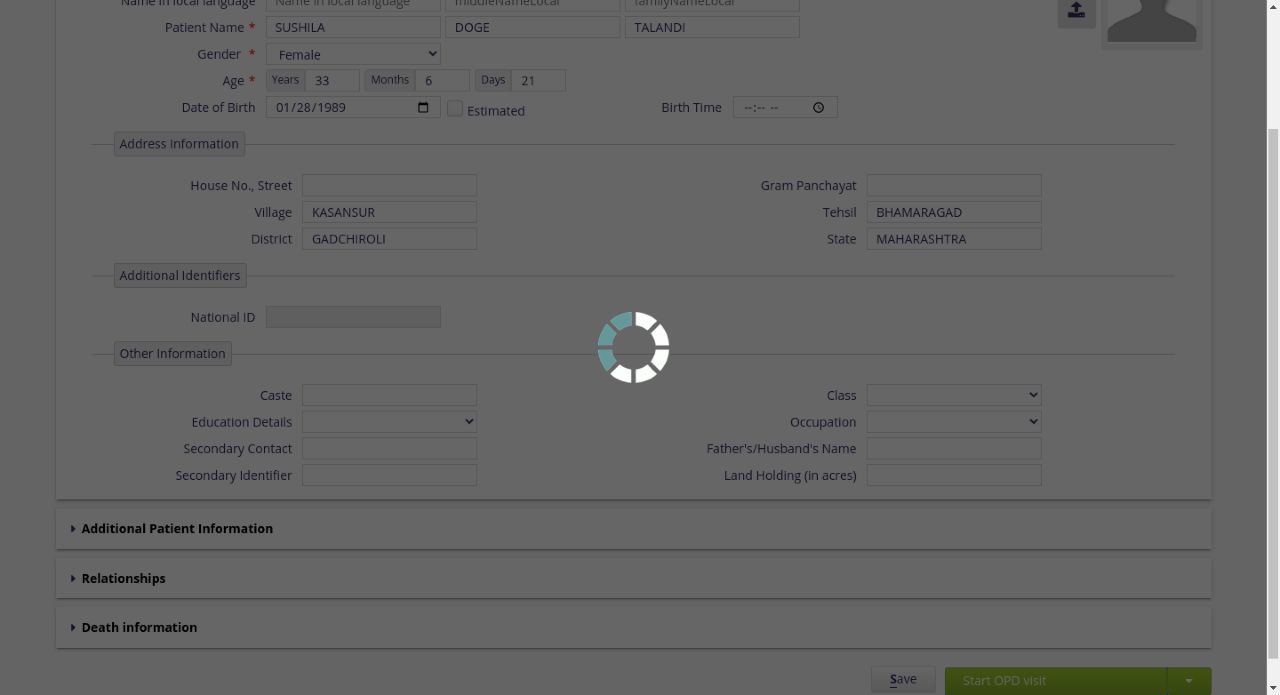 Name in local language Name in local language middleNameLocal familyNameLocal
Patient Name * SUSHILA DOGE TALANDI
Gender * Female
Age * Years 33 Months 6 Days 21
Date of Birth 01/28/1989 Estimated Birth Time --:-- --
Address Information
House No., Street Gram Panchayat
Village KASANSUR Tehsil BHAMARAGAD
District GADCHIROLI State MAHARASHTRA
Additional Identifiers
National ID
Other Information
Caste Class
Education Details Occupation
Secondary Contact Father's/Husband's Name
Secondary Identifier Land Holding (in acres)
Additional Patient Information
Relationships
Death information
Save Start OPD visit